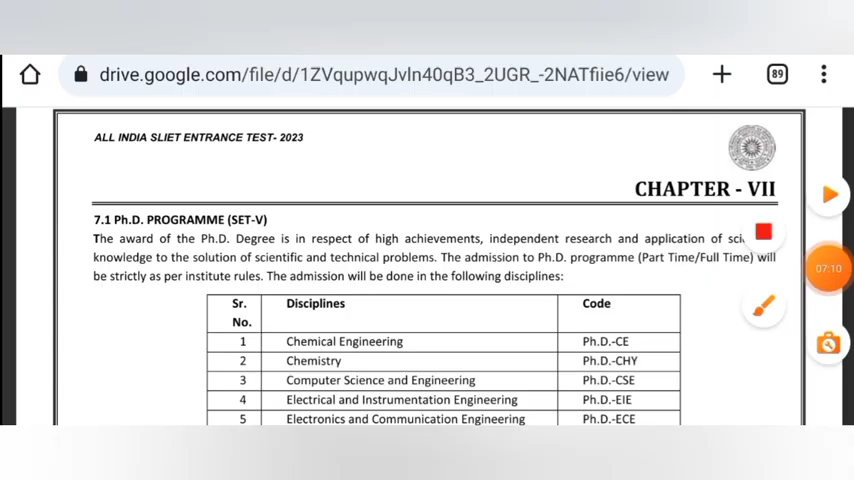 drive.google.com/file/d/1ZVqupwqJvln40qB3_2UGR_-2NATfiie6/view
89
ALL INDIA SLIET ENTRANCE TEST- 2023
CHAPTER - VII
7.1 Ph.D. PROGRAMME (SET-V)
The award of the Ph.D. Degree is in respect of high achievements, independent research and application of
knowledge to the solution of scientific and technical problems. The admission to Ph.D. programme (Part Time/Full Time) will
be strictly as per institute rules. The admission will be done in the following disciplines:
07:10
Sr. No. Disciplines Code
1 Chemical Engineering Ph.D.-CE
2 Chemistry Ph.D.-CHY
3 Computer Science and Engineering Ph.D.-CSE
4 Electrical and Instrumentation Engineering Ph.D.-EIE
5 Electronics and Communication Engineering Ph.D.-ECE